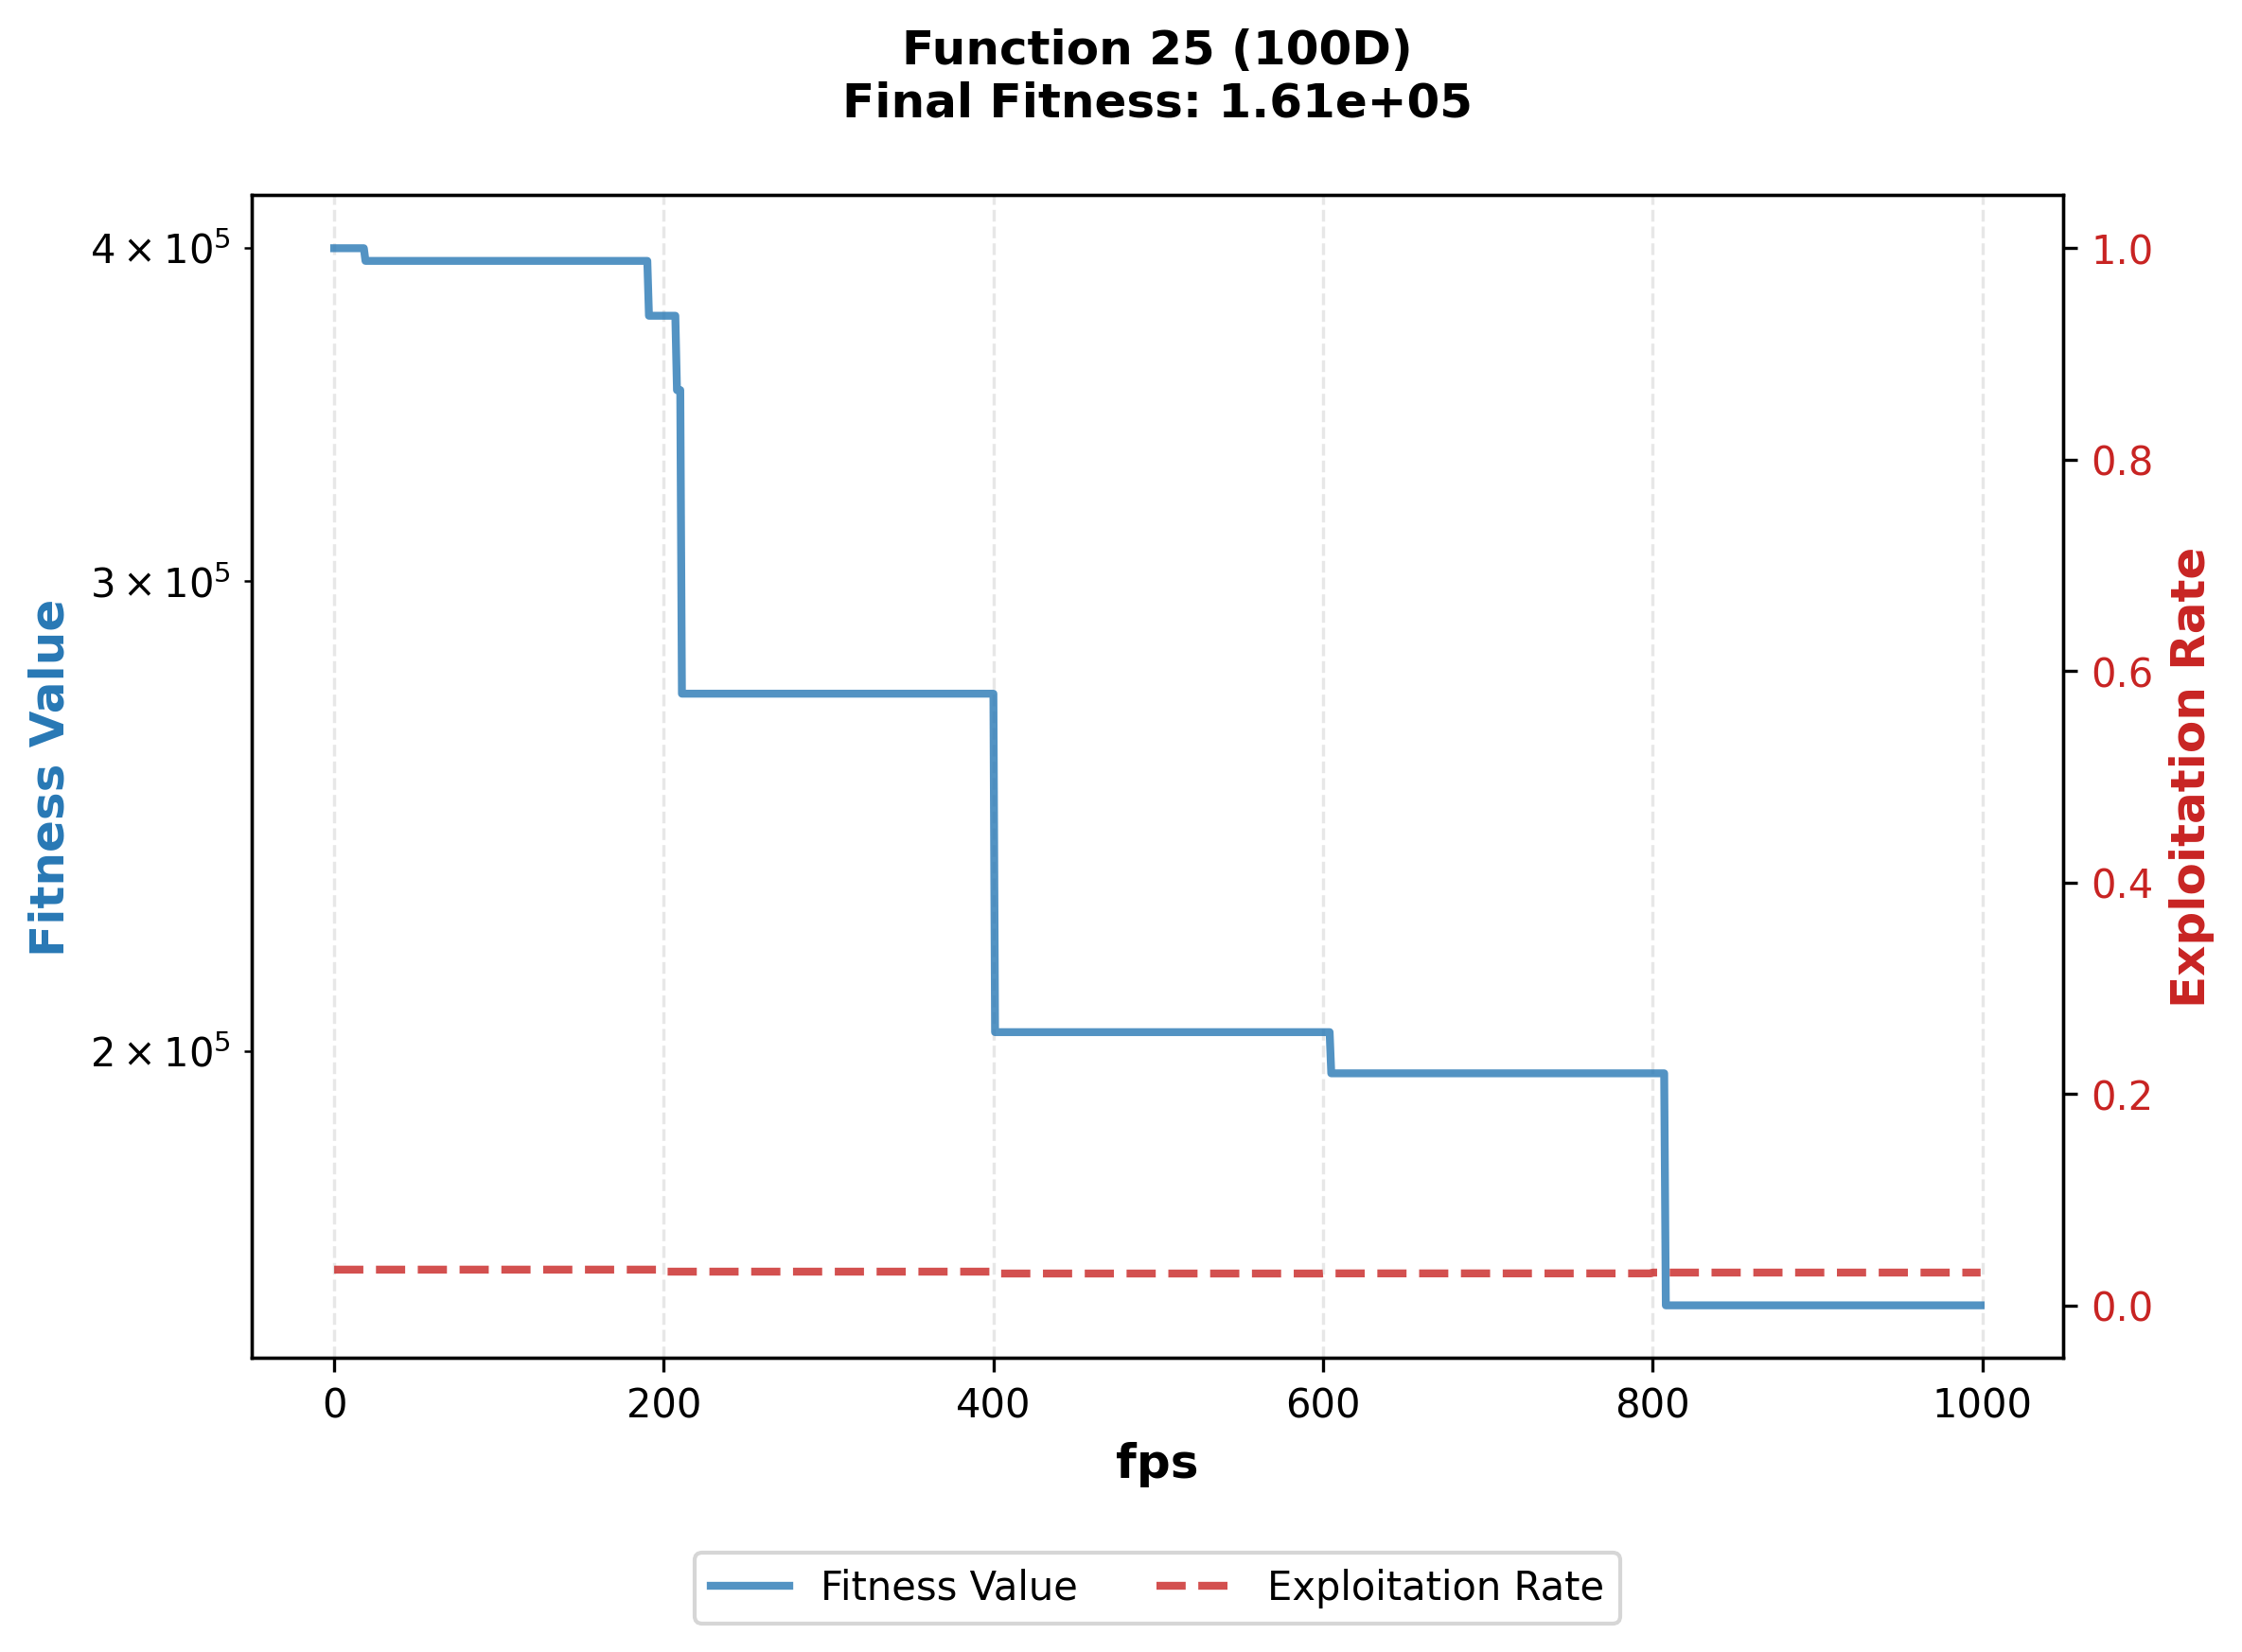 Function 25 (100D)
Final Fitness: 1.61e+05
Fitness Value
4 × 10⁵
3 × 10⁵
2 × 10⁵
1.0
0.8
0.6
0.4
0.2
0.0
Exploitation Rate
0 200 400 600 800 1000
fps
Fitness Value Exploitation Rate